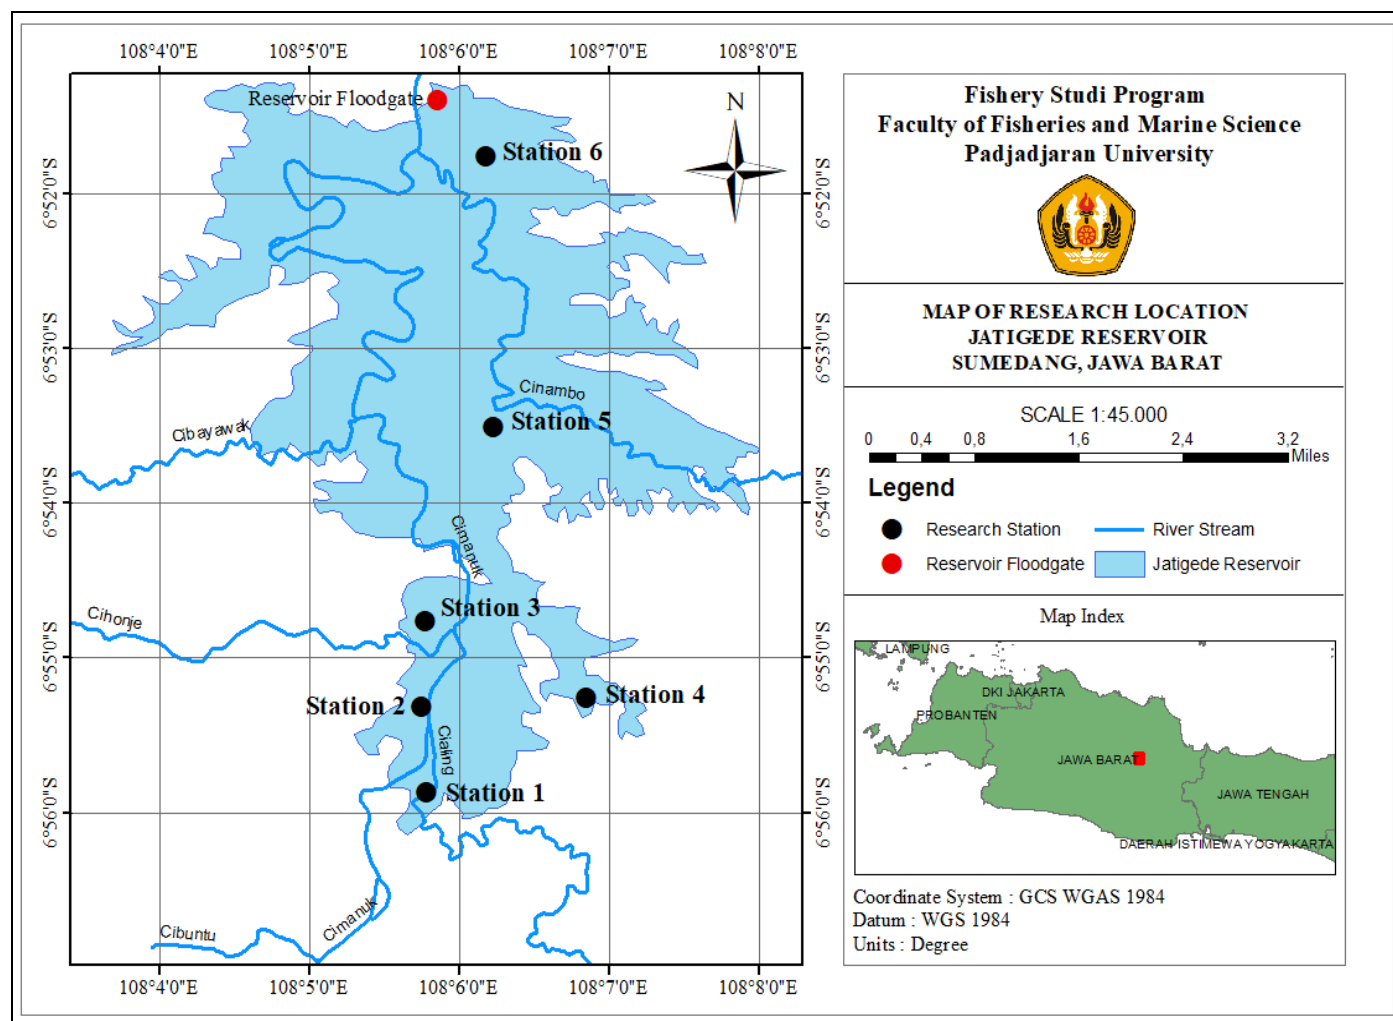 108°4'0"E 108°5'0"E 108°6'0"E 108°7'0"E 108°8'0"E
6°52'0"S
6°53'0"S
6°54'0"S
6°55'0"S
6°56'0"S
Reservoir Floodgate
N
Station 6
Cinambo
Station 5
Cibayawak
Cimanuk
Station 3
Cihonje
Station 4
Station 2
Cialing
Station 1
Cimanuk
Cibuntu
6°52'0"S
6°53'0"S
6°54'0"S
6°55'0"S
6°56'0"S
108°4'0"E 108°5'0"E 108°6'0"E 108°7'0"E 108°8'0"E
Fishery Studi Program
Faculty of Fisheries and Marine Science
Padjadjaran University
MAP OF RESEARCH LOCATION
JATIGEDE RESERVOIR
SUMEDANG, JAWA BARAT
SCALE 1:45.000
0 0,4 0,8 1,6 2,4 3,2
Miles
Legend
Research Station
River Stream
Reservoir Floodgate
Jatigede Reservoir
Map Index
LAMPUNG
DKI JAKARTA
PROBANTEN
JAWA BARAT
JAWA TENGAH
DAERAH ISTIMEWA YOGYAKARTA
Coordinate System : GCS WGAS 1984
Datum : WGS 1984
Units : Degree